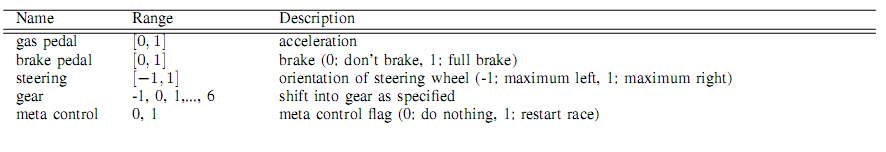 Name Range Description
gas pedal [0, 1] acceleration
brake pedal [0, 1] brake (0: don't brake, 1: full brake)
steering [−1, 1] orientation of steering wheel (-1: maximum left, 1: maximum right)
gear -1, 0, 1,..., 6 shift into gear as specified
meta control 0, 1 meta control flag (0: do nothing, 1: restart race)